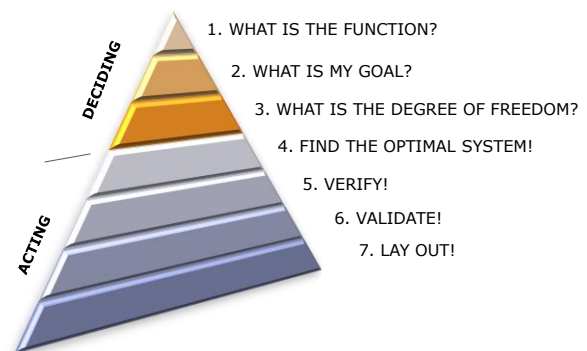 DECIDING
1. WHAT IS THE FUNCTION?
2. WHAT IS MY GOAL?
3. WHAT IS THE DEGREE OF FREEDOM?
4. FIND THE OPTIMAL SYSTEM!
5. VERIFY!
6. VALIDATE!
7. LAY OUT!
ACTING